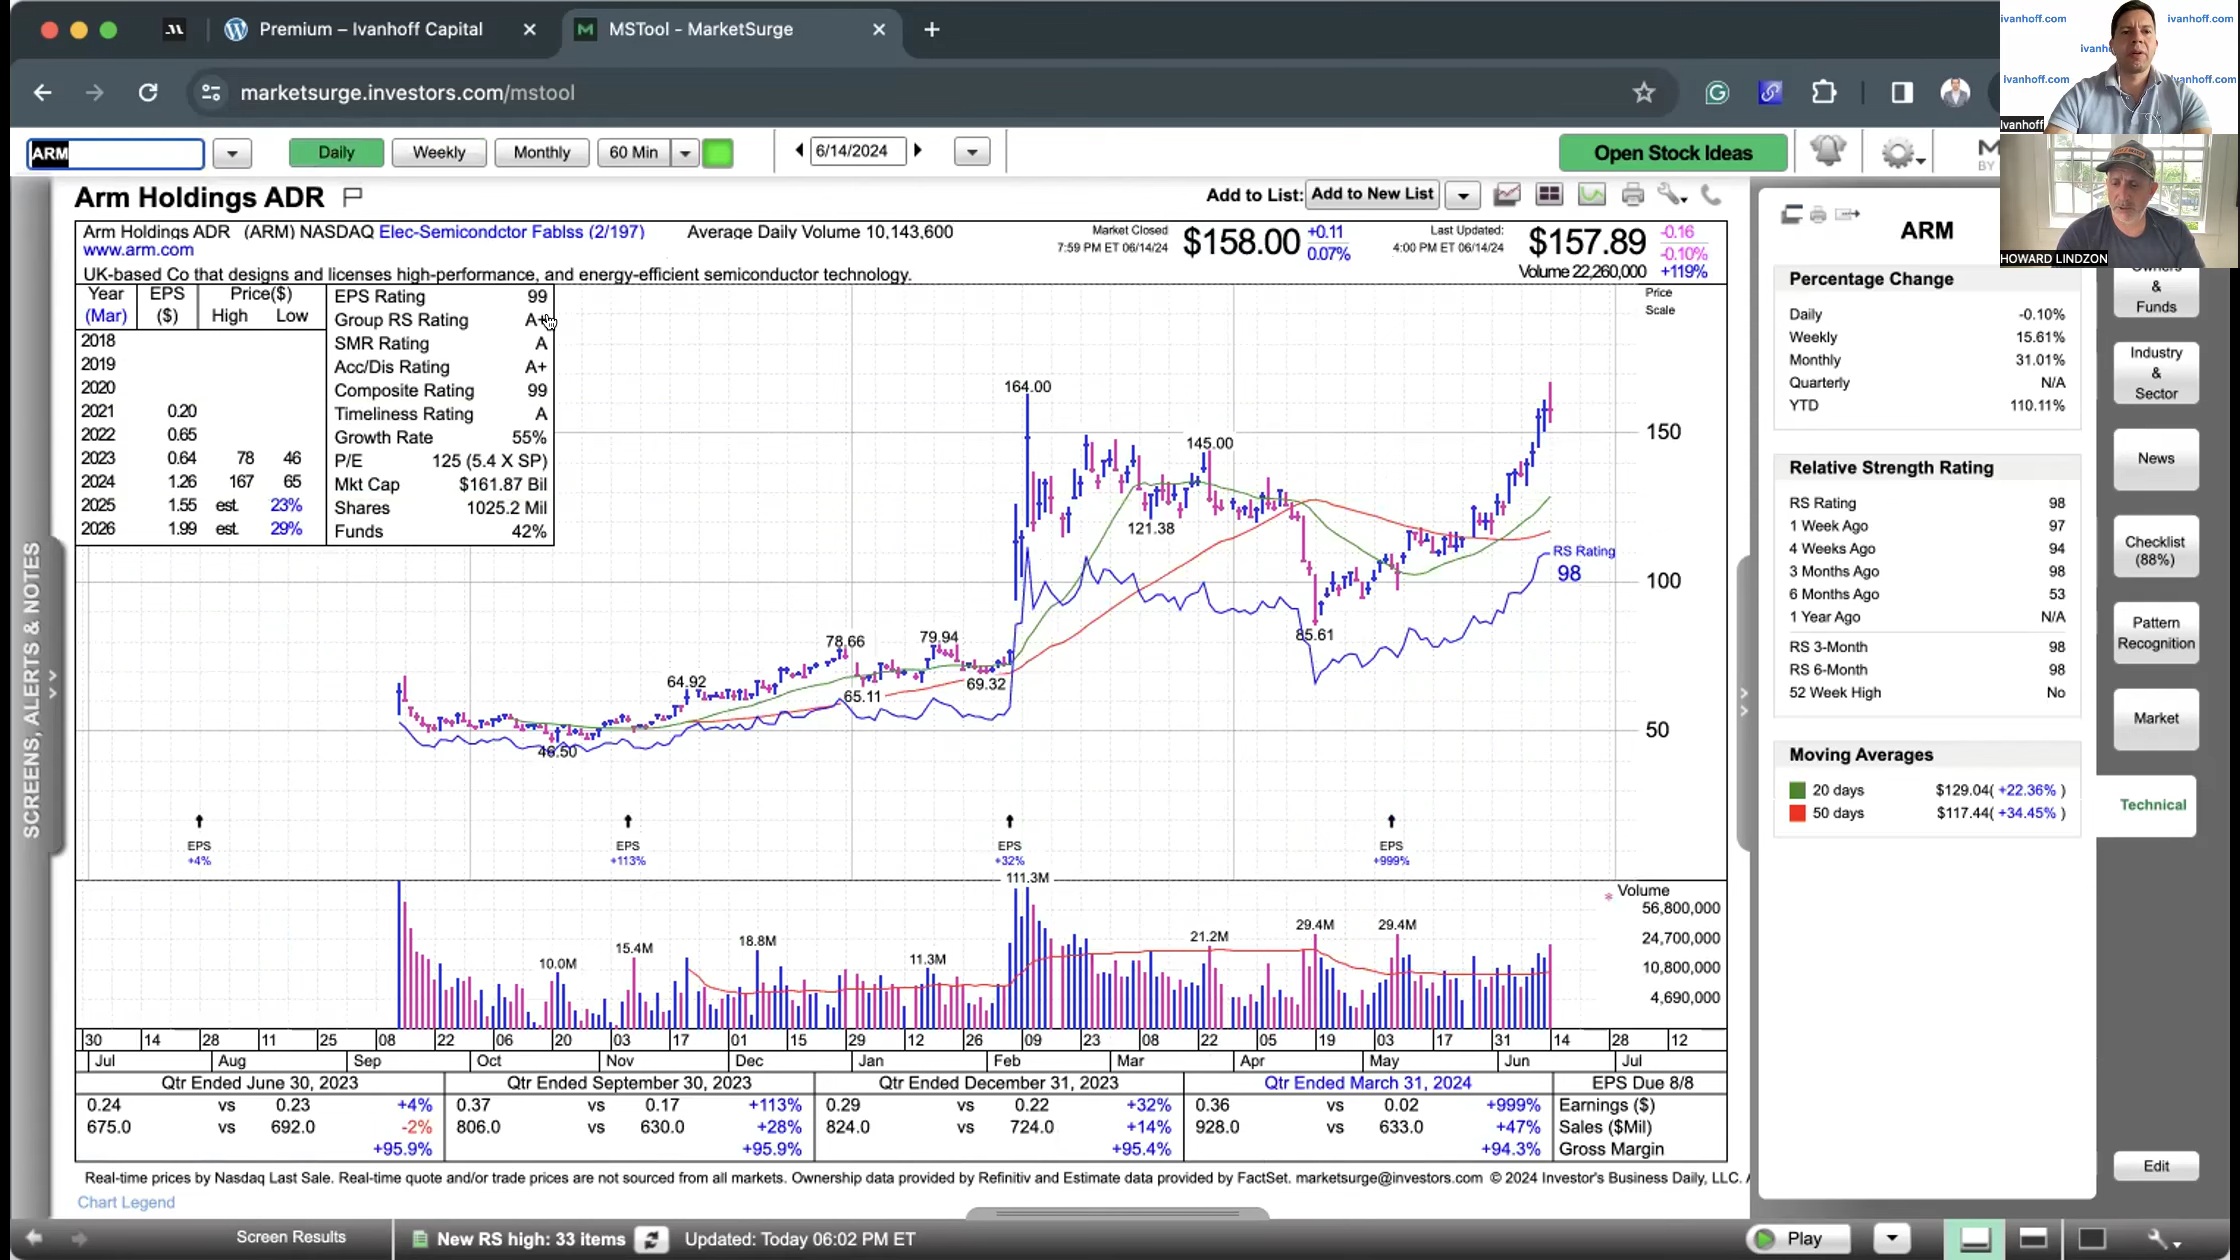 Premium – Ivanhoff Capital
MSTool - MarketSurge
marketsurge.investors.com/mstool
ivanhoff.com ivanhoff.com
ivanhoff.com ivanhoff.com
Ivanhoff
HOWARD LINDZON
ARM Daily Weekly Monthly 60 Min 6/14/2024 Open Stock Ideas
Arm Holdings ADR
Add to List: Add to New List
Arm Holdings ADR (ARM) NASDAQ Elec-Semicondctor Fablss (2/197) Average Daily Volume 10,143,600
www.arm.com
UK-based Co that designs and licenses high-performance, and energy-efficient semiconductor technology.
Market Closed
7:59 PM ET 06/14/24
$158.00 +0.11
0.07%
Last Updated:
4:00 PM ET 06/14/24
$157.89 -0.16
-0.10%
Volume 22,260,000 +119%
Year EPS Price($)
(Mar) ($) High Low
2018
2019
2020
2021 0.20
2022 0.65
2023 0.64 78 46
2024 1.26 167 65
2025 1.55 est. 23%
2026 1.99 est. 29%
EPS Rating 99
Group RS Rating A+
SMR Rating A
Acc/Dis Rating A+
Composite Rating 99
Timeliness Rating A
Growth Rate 55%
P/E 125 (5.4 X SP)
Mkt Cap $161.87 Bil
Shares 1025.2 Mil
Funds 42%
Price
Scale
164.00
145.00
150
121.38
RS Rating
98
100
85.61
78.66
79.94
64.92
65.11
69.32
50
46.50
EPS EPS EPS EPS
+4% +113% +32% +999%
111.3M
Volume
56,800,000
24,700,000
10,800,000
4,690,000
10.0M
15.4M
18.8M
11.3M
21.2M
29.4M
29.4M
30 14 28 11 25 08 22 06 20 03 17 01 15 29 12 26 09 23 08 22 05 19 03 17 31 14 28 12
Jul Aug Sep Oct Nov Dec Jan Feb Mar Apr May Jun Jul
Qtr Ended June 30, 2023 Qtr Ended September 30, 2023 Qtr Ended December 31, 2023 Qtr Ended March 31, 2024 EPS Due 8/8
0.24 vs 0.23 +4% 0.37 vs 0.17 +113% 0.29 vs 0.22 +32% 0.36 vs 0.02 +999% Earnings ($)
675.0 vs 692.0 -2% 806.0 vs 630.0 +28% 824.0 vs 724.0 +14% 928.0 vs 633.0 +47% Sales ($Mil)
+95.9% +95.9% +95.4% +94.3% Gross Margin
Real-time prices by Nasdaq Last Sale. Real-time quote and/or trade prices are not sourced from all markets. Ownership data provided by Refinitiv and Estimate data provided by FactSet. marketsurge@investors.com © 2024 Investor's Business Daily, LLC.
Chart Legend
SCREENS, ALERTS & NOTES
ARM
Percentage Change
Daily -0.10%
Weekly 15.61%
Monthly 31.01%
Quarterly N/A
YTD 110.11%
Relative Strength Rating
RS Rating 98
1 Week Ago 97
4 Weeks Ago 94
3 Months Ago 98
6 Months Ago 53
1 Year Ago N/A
RS 3-Month 98
RS 6-Month 98
52 Week High No
Moving Averages
20 days $129.04( +22.36% )
50 days $117.44( +34.45% )
&
Funds
Industry
&
Sector
News
Checklist
(88%)
Pattern
Recognition
Market
Technical
Edit
Screen Results New RS high: 33 items Updated: Today 06:02 PM ET Play